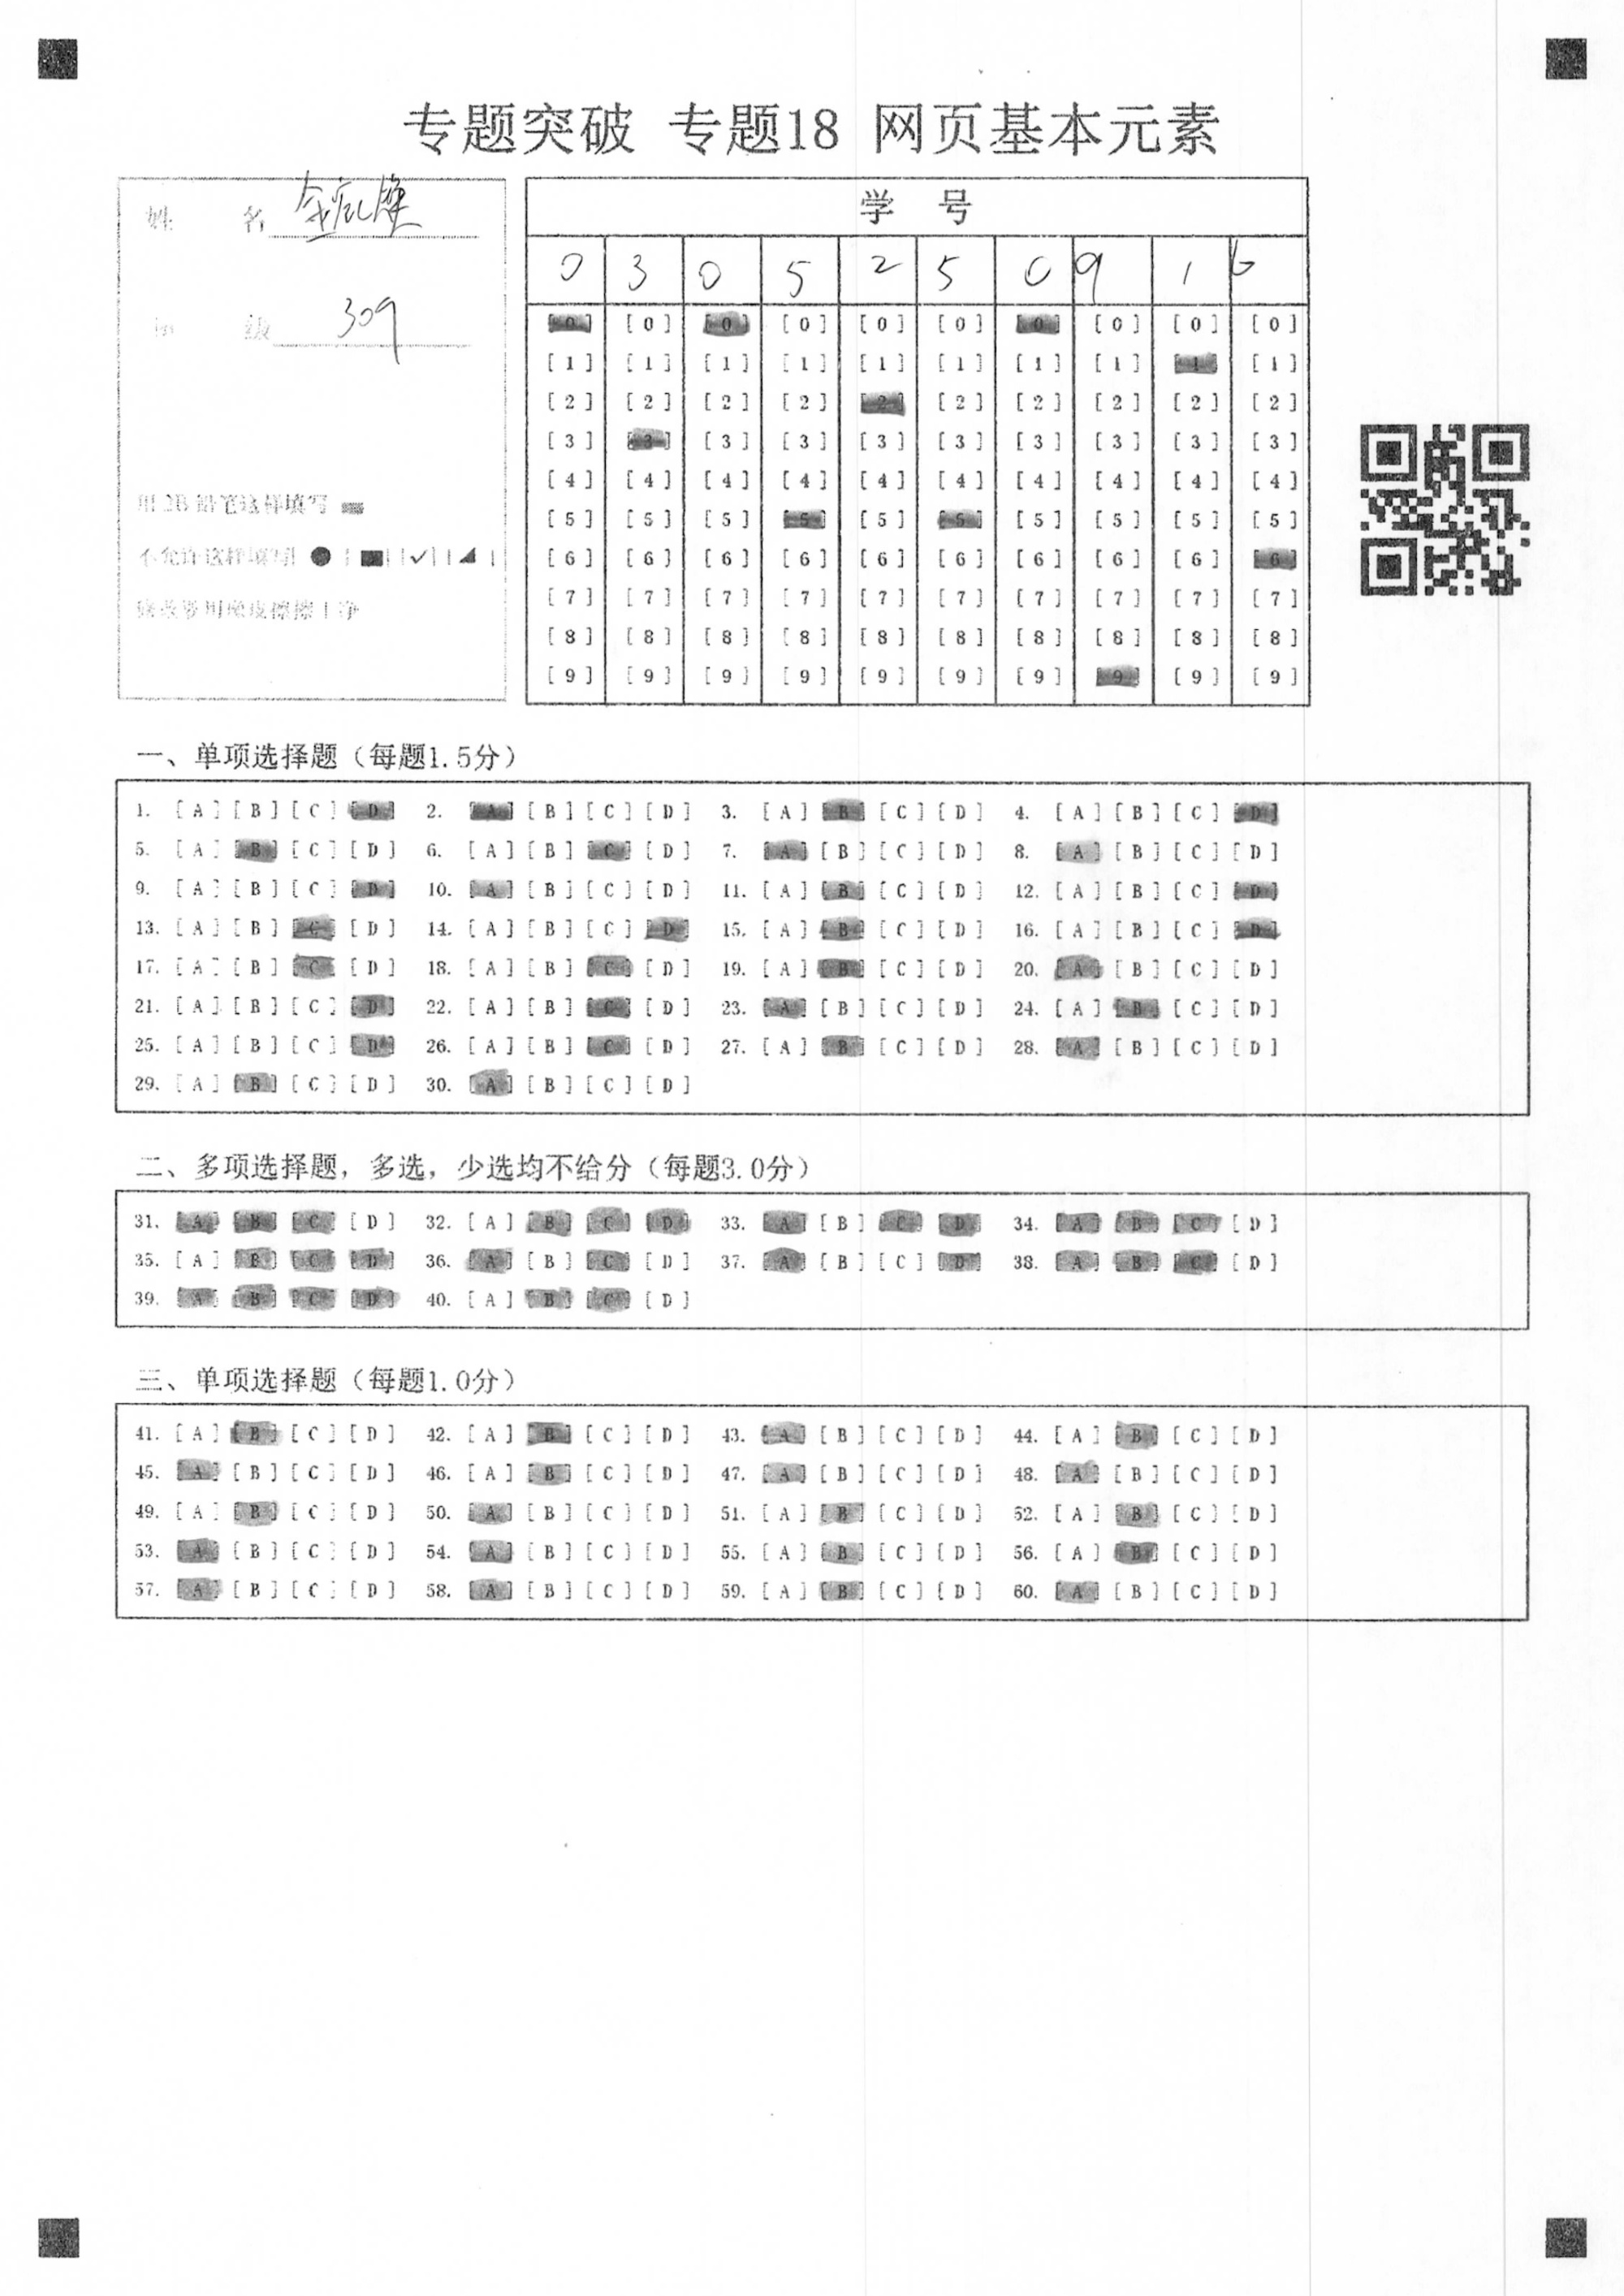 专题突破 专题18 网页基本元素
姓 名
级 309
用2B铅笔这样填写
不允许这样填写
修改要用橡皮擦擦干净
学 号
0 3 0 5 2 5 0 9 1 6
[0] [0] [0] [0] [0] [0] [0] [0] [0] [0]
[1] [1] [1] [1] [1] [1] [1] [1] [1] [1]
[2] [2] [2] [2] [2] [2] [2] [2] [2] [2]
[3] [3] [3] [3] [3] [3] [3] [3] [3] [3]
[4] [4] [4] [4] [4] [4] [4] [4] [4] [4]
[5] [5] [5] [5] [5] [5] [5] [5] [5] [5]
[6] [6] [6] [6] [6] [6] [6] [6] [6] [6]
[7] [7] [7] [7] [7] [7] [7] [7] [7] [7]
[8] [8] [8] [8] [8] [8] [8] [8] [8] [8]
[9] [9] [9] [9] [9] [9] [9] [9] [9] [9]
一、单项选择题（每题1.5分）
1. [A] [B] [C] [D] 2. [A] [B] [C] [D] 3. [A] [B] [C] [D] 4. [A] [B] [C] [D]
5. [A] [B] [C] [D] 6. [A] [B] [C] [D] 7. [A] [B] [C] [D] 8. [A] [B] [C] [D]
9. [A] [B] [C] [D] 10. [A] [B] [C] [D] 11. [A] [B] [C] [D] 12. [A] [B] [C] [D]
13. [A] [B] [C] [D] 14. [A] [B] [C] [D] 15. [A] [B] [C] [D] 16. [A] [B] [C] [D]
17. [A] [B] [C] [D] 18. [A] [B] [C] [D] 19. [A] [B] [C] [D] 20. [A] [B] [C] [D]
21. [A] [B] [C] [D] 22. [A] [B] [C] [D] 23. [A] [B] [C] [D] 24. [A] [B] [C] [D]
25. [A] [B] [C] [D] 26. [A] [B] [C] [D] 27. [A] [B] [C] [D] 28. [A] [B] [C] [D]
29. [A] [B] [C] [D] 30. [A] [B] [C] [D]
二、多项选择题，多选，少选均不给分（每题3.0分）
31. [A] [B] [C] [D] 32. [A] [B] [C] [D] 33. [A] [B] [C] [D] 34. [A] [B] [C] [D]
35. [A] [B] [C] [D] 36. [A] [B] [C] [D] 37. [A] [B] [C] [D] 38. [A] [B] [C] [D]
39. [A] [B] [C] [D] 40. [A] [B] [C] [D]
三、单项选择题（每题1.0分）
41. [A] [B] [C] [D] 42. [A] [B] [C] [D] 43. [A] [B] [C] [D] 44. [A] [B] [C] [D]
45. [A] [B] [C] [D] 46. [A] [B] [C] [D] 47. [A] [B] [C] [D] 48. [A] [B] [C] [D]
49. [A] [B] [C] [D] 50. [A] [B] [C] [D] 51. [A] [B] [C] [D] 52. [A] [B] [C] [D]
53. [A] [B] [C] [D] 54. [A] [B] [C] [D] 55. [A] [B] [C] [D] 56. [A] [B] [C] [D]
57. [A] [B] [C] [D] 58. [A] [B] [C] [D] 59. [A] [B] [C] [D] 60. [A] [B] [C] [D]